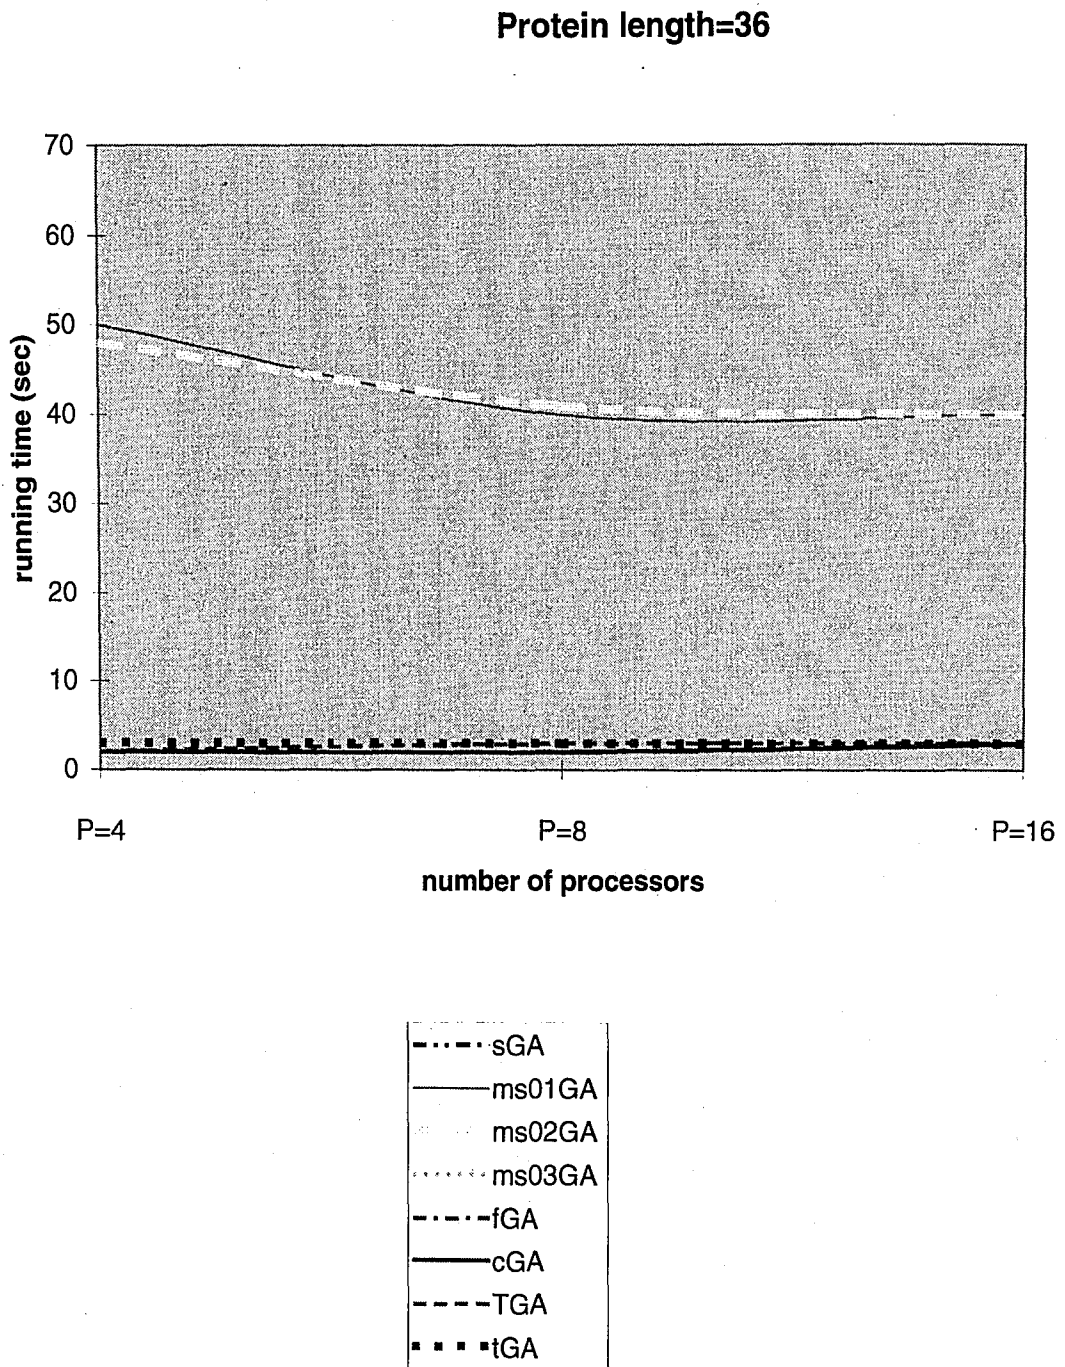 Protein length=36
70
60
50
40
30
20
10
0
running time (sec)
P=4 P=8 P=16
number of processors
sGA
ms01GA
ms02GA
ms03GA
fGA
cGA
TGA
tGA